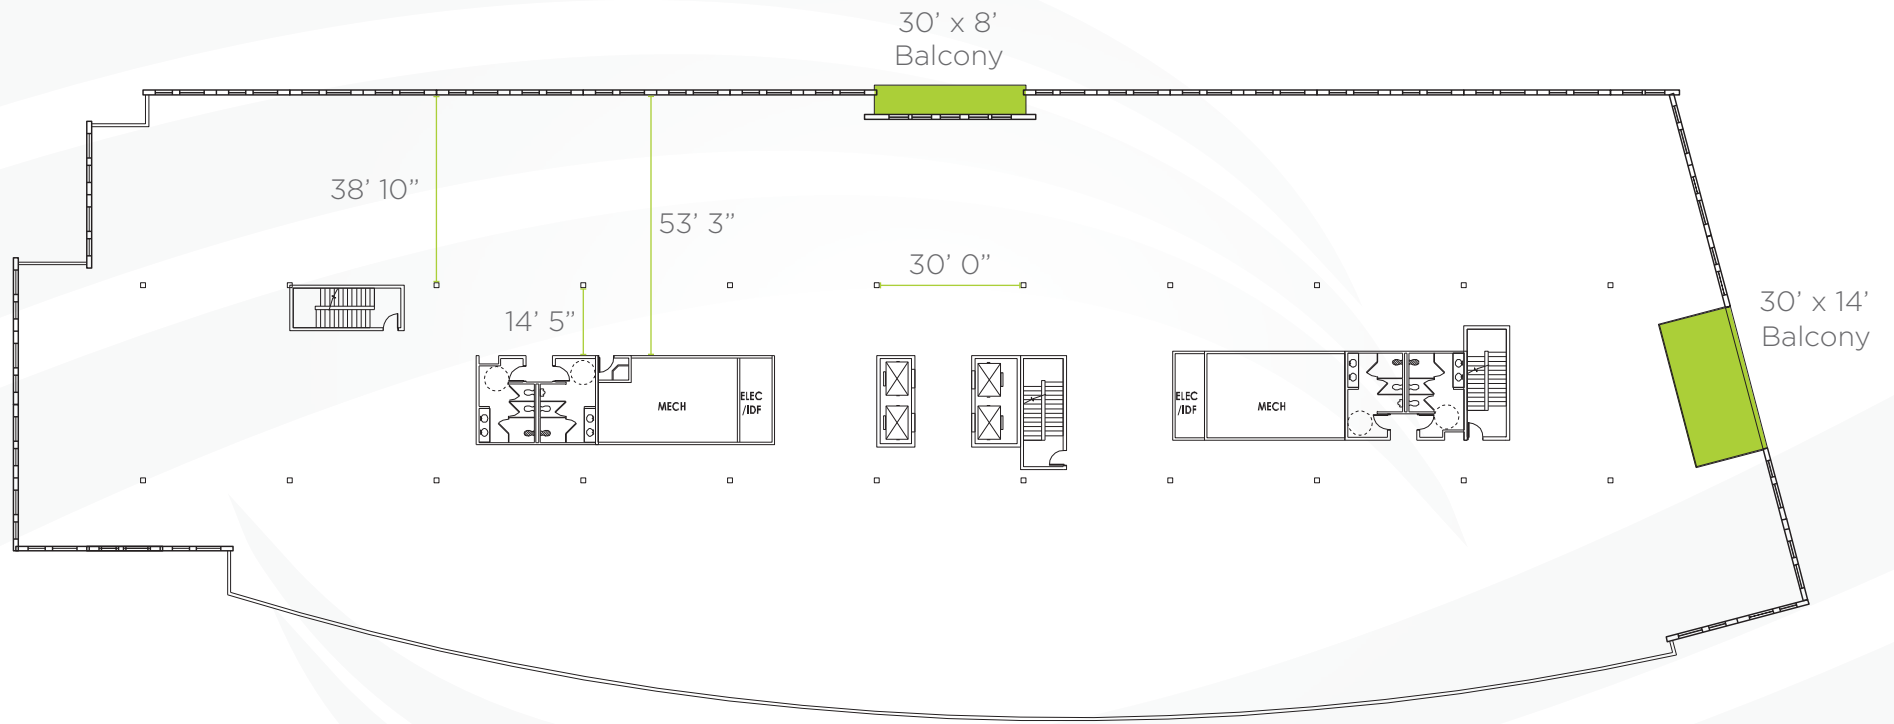 30’ x 8’
Balcony
38’ 10”
53’ 3”
30’ 0”
14’ 5”
30’ x 14’
Balcony
MECH
ELEC
/IDF
ELEC
/IDF
MECH